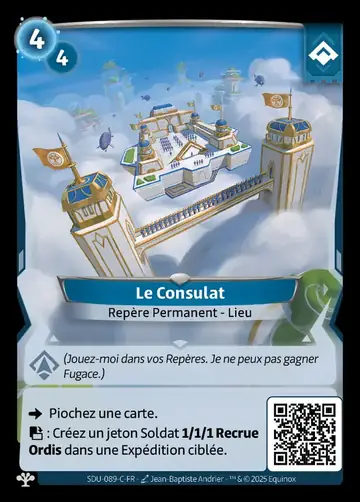 4
4
Le Consulat
Repère Permanent - Lieu
(Jouez-moi dans vos Repères. Je ne peux pas gagner
Fugace.)
Piochez une carte.
: Créez un jeton Soldat 1/1/1 Recrue
Ordis dans une Expédition ciblée.
SDU-089-C-FR - Jean-Baptiste Andrier - ™ & © 2025 Equinox